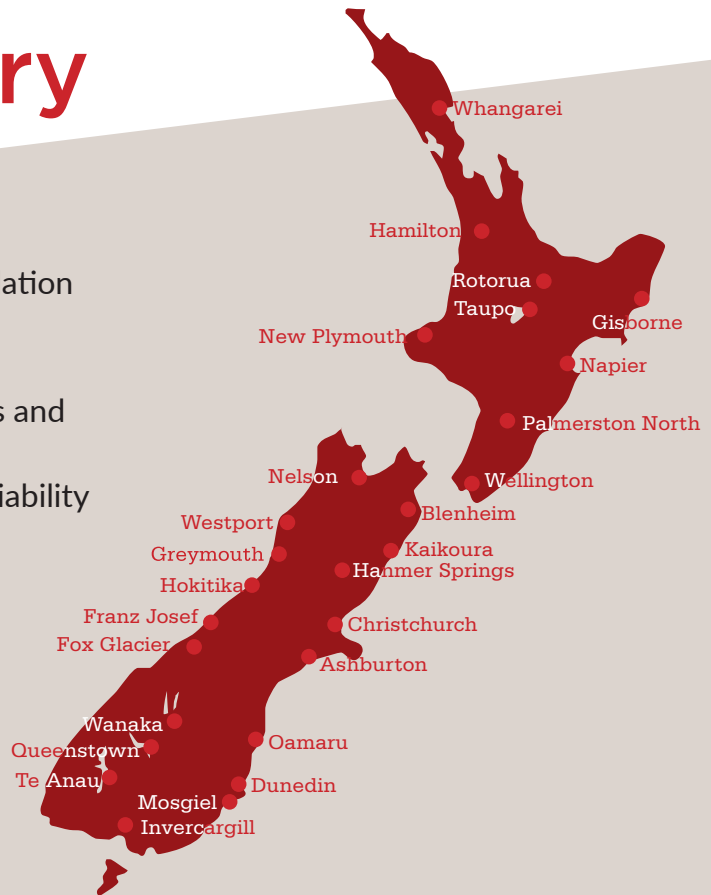 ry
ation
s and
iability
Whangarei
Hamilton
Rotorua
Taupo
Gisborne
New Plymouth
Napier
Palmerston North
Nelson
Wellington
Blenheim
Westport
Kaikoura
Greymouth
Hanmer Springs
Hokitika
Franz Josef
Christchurch
Fox Glacier
Ashburton
Wanaka
Oamaru
Queenstown
Te Anau
Dunedin
Mosgiel
Invercargill